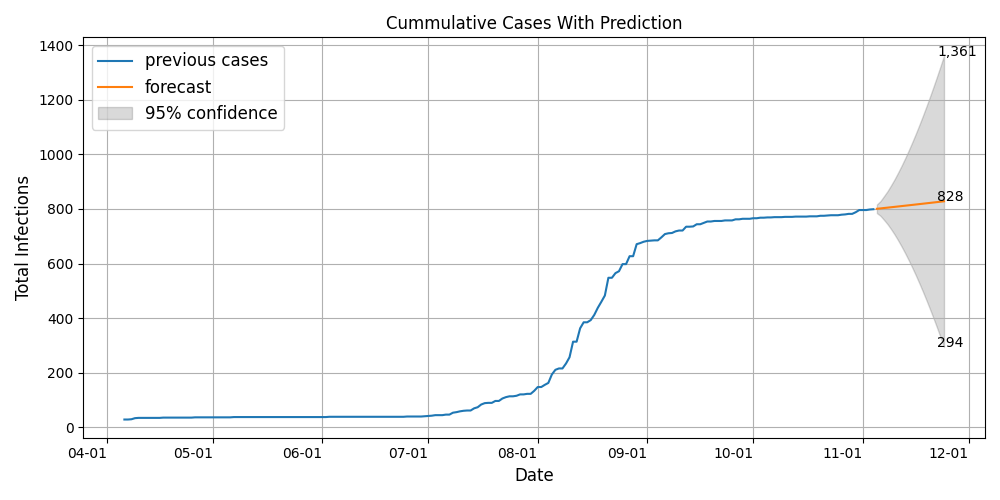 Cummulative Cases With Prediction
previous cases
forecast
95% confidence
1400
1200
1000
800
600
400
200
0
1,361
828
294
Total Infections
04-01 05-01 06-01 07-01 08-01 09-01 10-01 11-01 12-01
Date